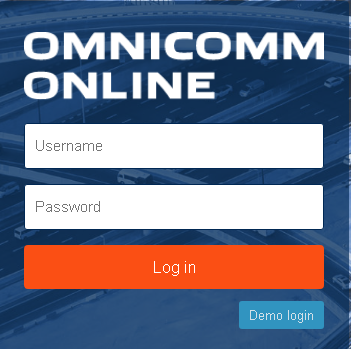 OMNICOMM
ONLINE
Username
Password
Log in
Demo login